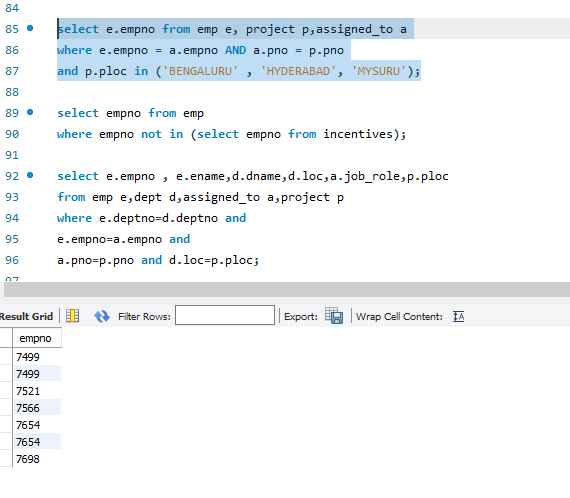 84
85 select e.empno from emp e, project p,assigned_to a
86 where e.empno = a.empno AND a.pno = p.pno
87 and p.ploc in ('BENGALURU' , 'HYDERABAD', 'MYSURU');
88
89 select empno from emp
90 where empno not in (select empno from incentives);
91
92 select e.empno , e.ename,d.dname,d.loc,a.job_role,p.ploc
93 from emp e,dept d,assigned_to a,project p
94 where e.deptno=d.deptno and
95 e.empno=a.empno and
96 a.pno=p.pno and d.loc=p.ploc;
97
Result Grid Filter Rows: Export: Wrap Cell Content: IA
empno
7499
7499
7521
7566
7654
7654
7698